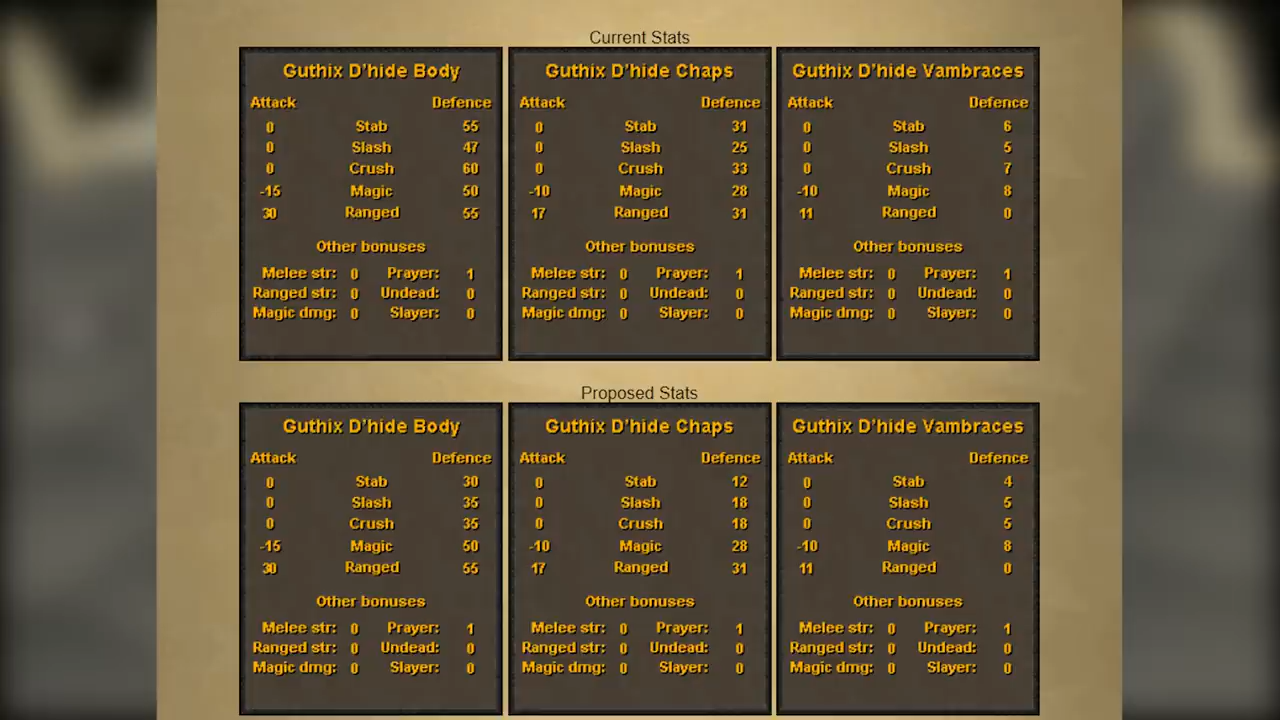 Current Stats
Guthix D'hide Body Guthix D'hide Chaps Guthix D'hide Vambraces
Attack Defence Attack Defence Attack Defence
0 Stab 55 0 Stab 31 0 Stab 6
0 Slash 47 0 Slash 25 0 Slash 5
0 Crush 60 0 Crush 33 0 Crush 7
-15 Magic 50 -10 Magic 28 -10 Magic 8
30 Ranged 55 17 Ranged 31 11 Ranged 0
Other bonuses Other bonuses Other bonuses
Melee str: 0 Prayer: 1 Melee str: 0 Prayer: 1 Melee str: 0 Prayer: 1
Ranged str: 0 Undead: 0 Ranged str: 0 Undead: 0 Ranged str: 0 Undead: 0
Magic dmg: 0 Slayer: 0 Magic dmg: 0 Slayer: 0 Magic dmg: 0 Slayer: 0
Proposed Stats
Guthix D'hide Body Guthix D'hide Chaps Guthix D'hide Vambraces
Attack Defence Attack Defence Attack Defence
0 Stab 30 0 Stab 12 0 Stab 4
0 Slash 35 0 Slash 18 0 Slash 5
0 Crush 35 0 Crush 18 0 Crush 5
-15 Magic 50 -10 Magic 28 -10 Magic 8
30 Ranged 55 17 Ranged 31 11 Ranged 0
Other bonuses Other bonuses Other bonuses
Melee str: 0 Prayer: 1 Melee str: 0 Prayer: 1 Melee str: 0 Prayer: 1
Ranged str: 0 Undead: 0 Ranged str: 0 Undead: 0 Ranged str: 0 Undead: 0
Magic dmg: 0 Slayer: 0 Magic dmg: 0 Slayer: 0 Magic dmg: 0 Slayer: 0